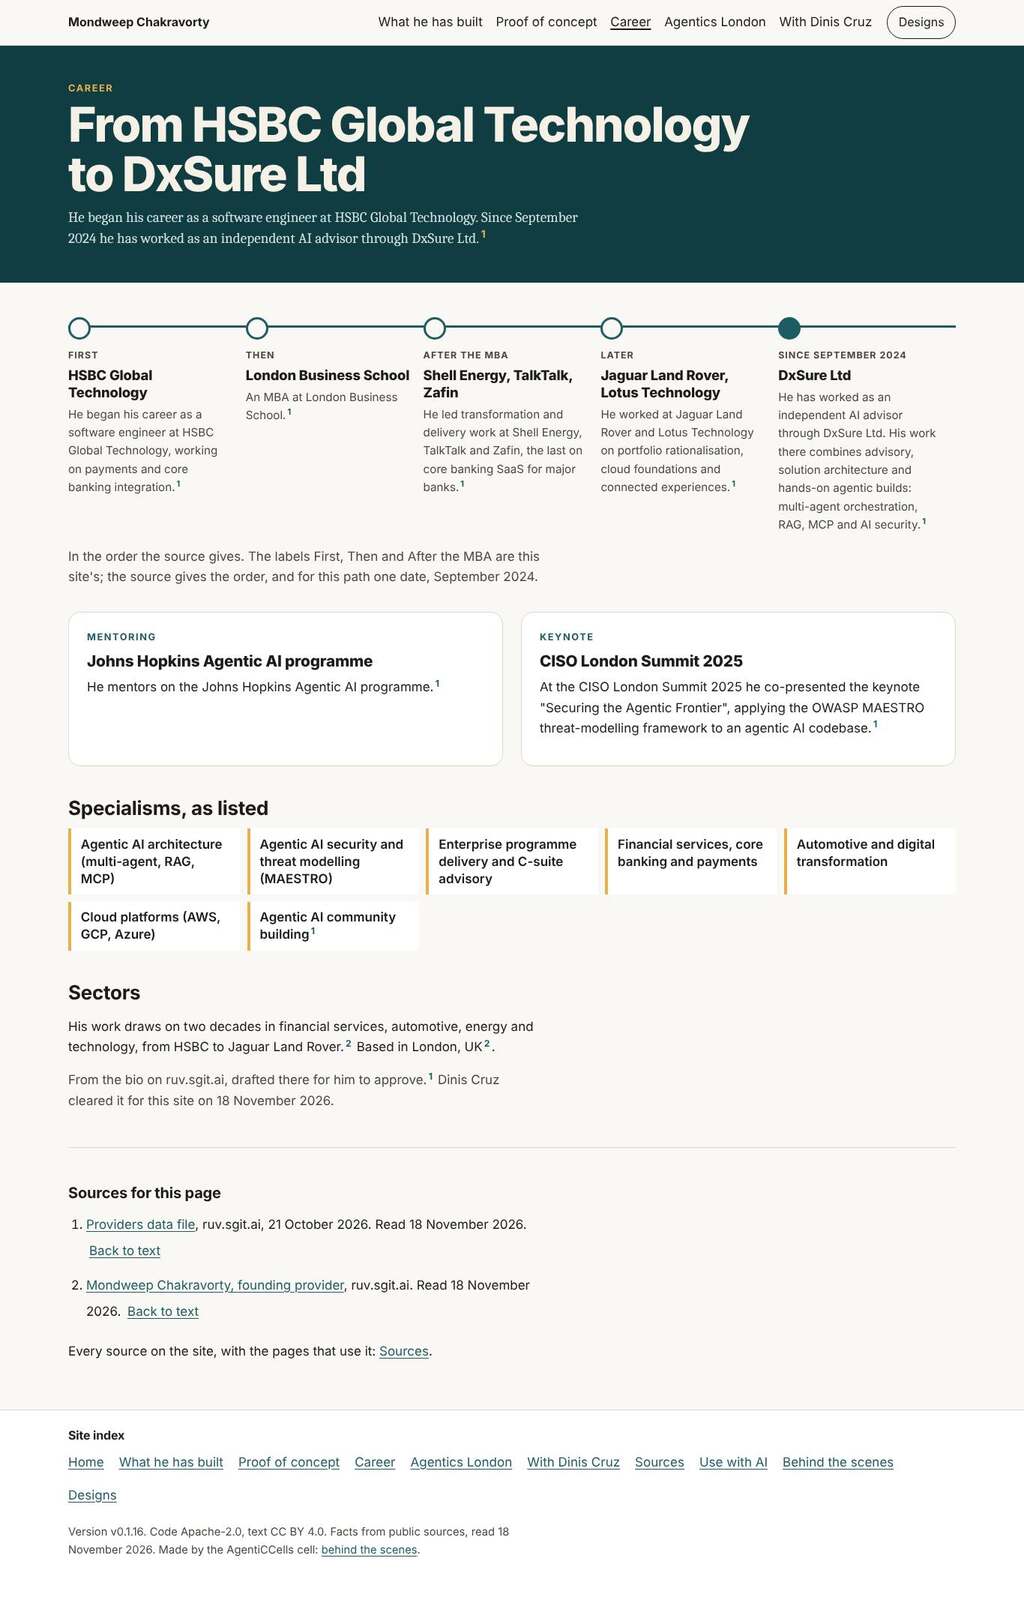 Mondweep Chakravorty
What he has built
Proof of concept
Career
Agentics London
With Dinis Cruz
Designs
CAREER
From HSBC Global Technology
to DxSure Ltd
He began his career as a software engineer at HSBC Global Technology. Since September
2024 he has worked as an independent AI advisor through DxSure Ltd. 1
FIRST
HSBC Global
Technology
He began his career as a
software engineer at HSBC
Global Technology, working
on payments and core
banking integration. 1
THEN
London Business School
An MBA at London Business
School. 1
AFTER THE MBA
Shell Energy, TalkTalk,
Zafin
He led transformation and
delivery work at Shell Energy,
TalkTalk and Zafin, the last on
core banking SaaS for major
banks. 1
LATER
Jaguar Land Rover,
Lotus Technology
He worked at Jaguar Land
Rover and Lotus Technology
on portfolio rationalisation,
cloud foundations and
connected experiences. 1
SINCE SEPTEMBER 2024
DxSure Ltd
He has worked as an
independent AI advisor
through DxSure Ltd. His work
there combines advisory,
solution architecture and
hands-on agentic builds:
multi-agent orchestration,
RAG, MCP and AI security. 1
In the order the source gives. The labels First, Then and After the MBA are this
site's; the source gives the order, and for this path one date, September 2024.
MENTORING
Johns Hopkins Agentic AI programme
He mentors on the Johns Hopkins Agentic AI programme. 1
KEYNOTE
CISO London Summit 2025
At the CISO London Summit 2025 he co-presented the keynote
"Securing the Agentic Frontier", applying the OWASP MAESTRO
threat-modelling framework to an agentic AI codebase. 1
Specialisms, as listed
Agentic AI architecture
(multi-agent, RAG,
MCP)
Agentic AI security and
threat modelling
(MAESTRO)
Enterprise programme
delivery and C-suite
advisory
Financial services, core
banking and payments
Automotive and digital
transformation
Cloud platforms (AWS,
GCP, Azure)
Agentic AI community
building 1
Sectors
His work draws on two decades in financial services, automotive, energy and
technology, from HSBC to Jaguar Land Rover. 2 Based in London, UK 2.
From the bio on ruv.sgit.ai, drafted there for him to approve. 1 Dinis Cruz
cleared it for this site on 18 November 2026.
Sources for this page
1. Providers data file, ruv.sgit.ai, 21 October 2026. Read 18 November 2026.
Back to text
2. Mondweep Chakravorty, founding provider, ruv.sgit.ai. Read 18 November
2026. Back to text
Every source on the site, with the pages that use it: Sources.
Site index
Home What he has built Proof of concept Career Agentics London With Dinis Cruz Sources Use with AI Behind the scenes
Designs
Version v0.1.16. Code Apache-2.0, text CC BY 4.0. Facts from public sources, read 18
November 2026. Made by the AgentiCCells cell: behind the scenes.